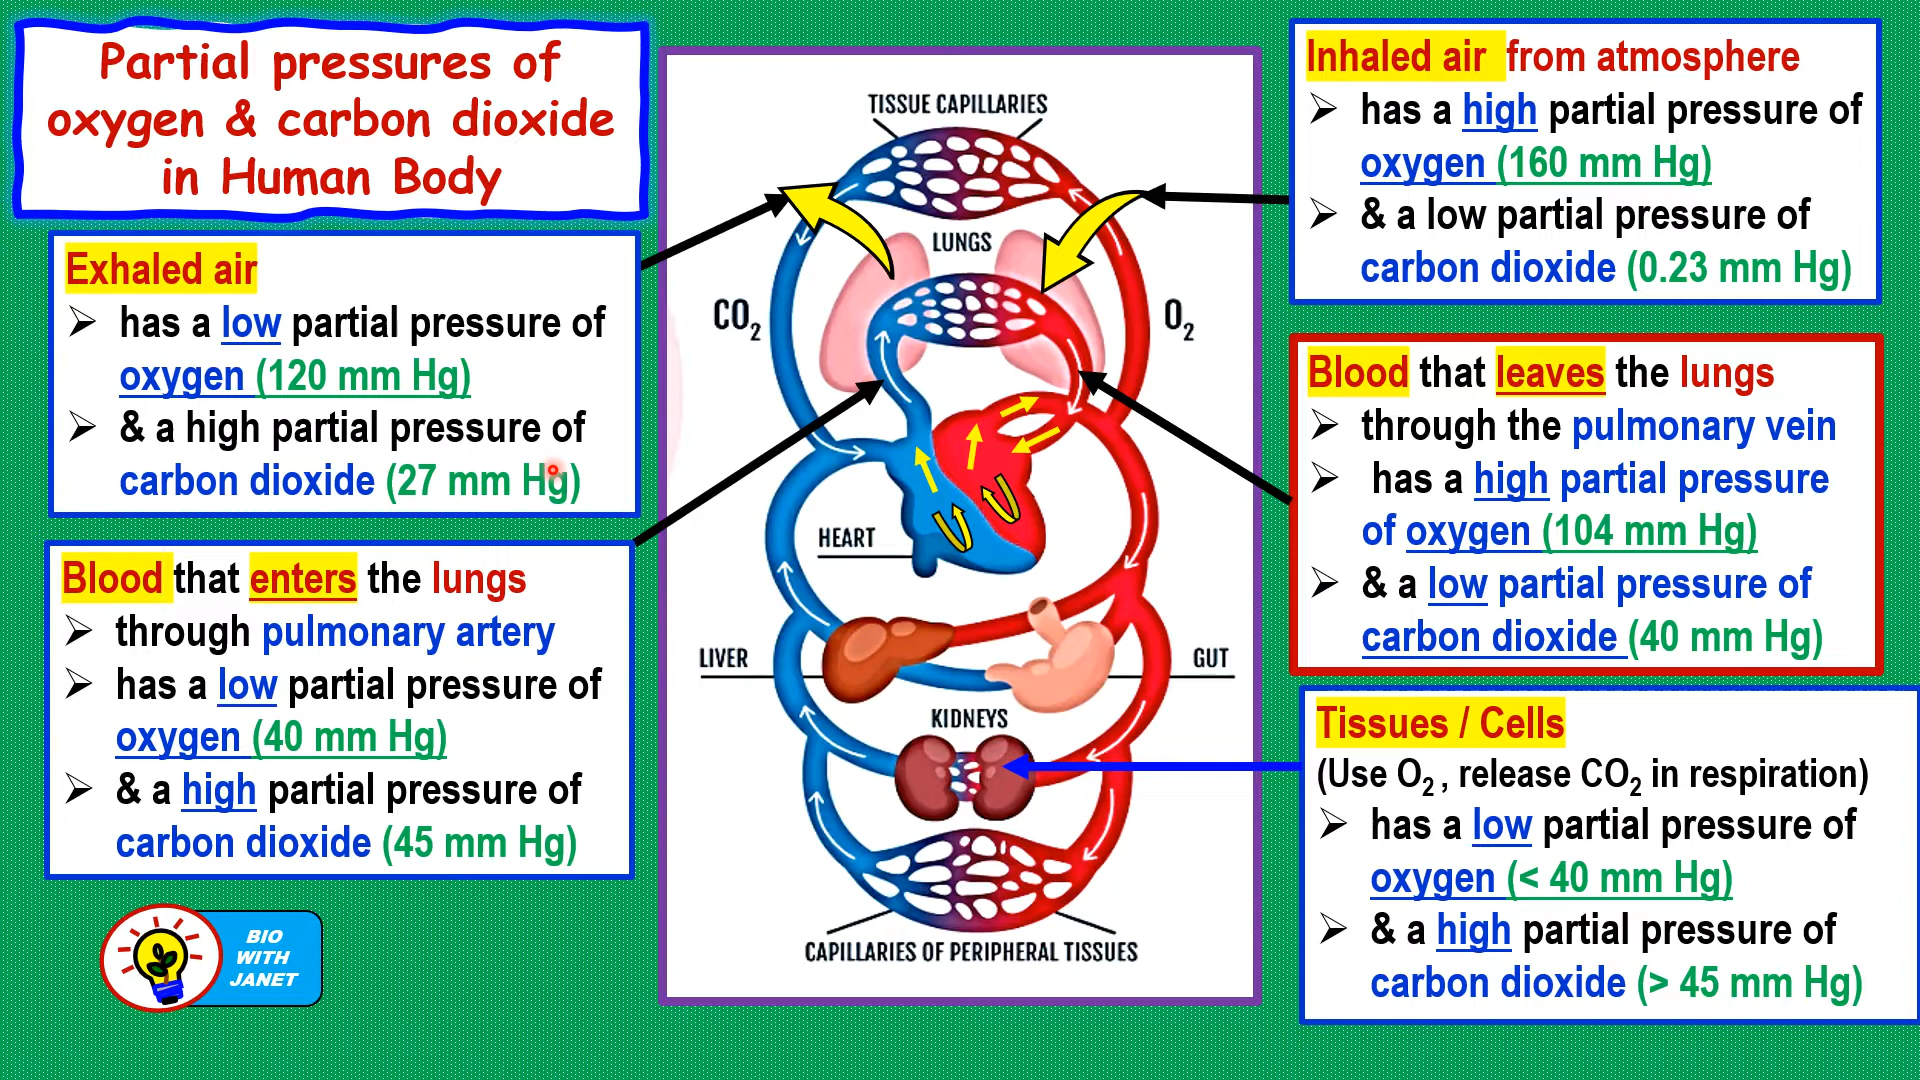 Partial pressures of
oxygen & carbon dioxide
in Human Body
Exhaled air
➢ has a low partial pressure of
oxygen (120 mm Hg)
➢ & a high partial pressure of
carbon dioxide (27 mm Hg)
Blood that enters the lungs
➢ through pulmonary artery
➢ has a low partial pressure of
oxygen (40 mm Hg)
➢ & a high partial pressure of
carbon dioxide (45 mm Hg)
BIO
WITH
JANET
TISSUE CAPILLARIES
LUNGS
CO₂
O₂
HEART
LIVER
GUT
KIDNEYS
CAPILLARIES OF PERIPHERAL TISSUES
Inhaled air from atmosphere
➢ has a high partial pressure of
oxygen (160 mm Hg)
➢ & a low partial pressure of
carbon dioxide (0.23 mm Hg)
Blood that leaves the lungs
➢ through the pulmonary vein
➢ has a high partial pressure
of oxygen (104 mm Hg)
➢ & a low partial pressure of
carbon dioxide (40 mm Hg)
Tissues / Cells
(Use O₂ , release CO₂ in respiration)
➢ has a low partial pressure of
oxygen (< 40 mm Hg)
➢ & a high partial pressure of
carbon dioxide (> 45 mm Hg)